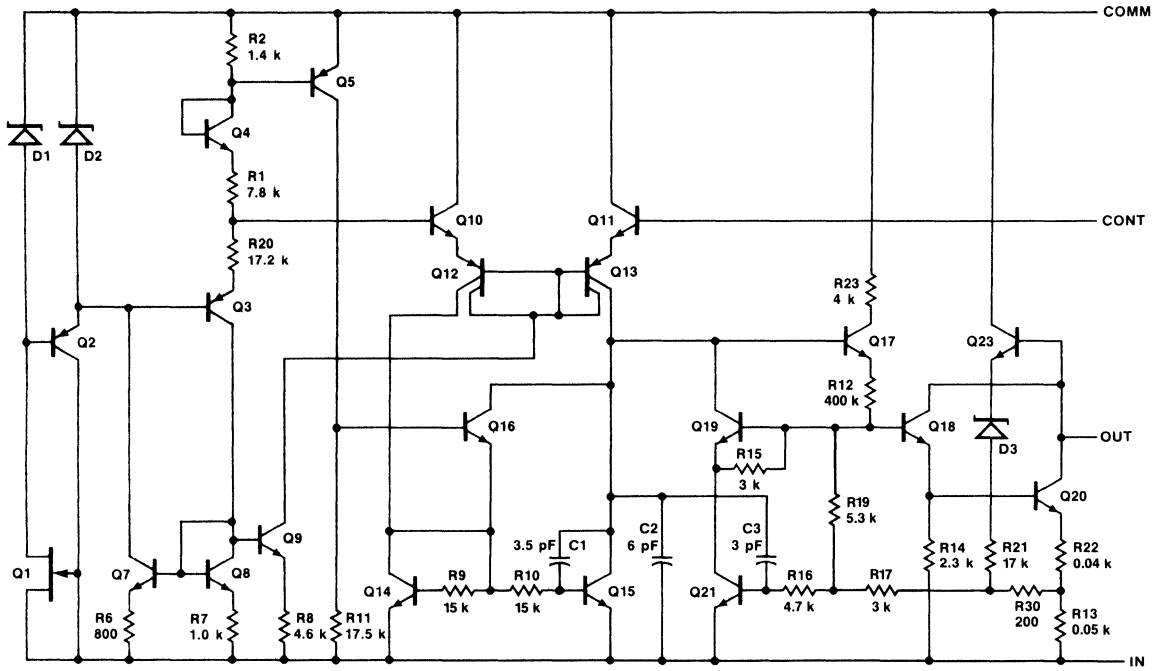 COMM
R2
1.4 k
Q5
Q4
D1
D2
R1
7.8 k
Q10
Q11
CONT
R20
17.2 k
Q12
Q13
Q3
R23
4 k
Q2
Q17
Q23
R12
400 k
Q16
Q19
Q18
OUT
R15
3 k
D3
Q20
R19
5.3 k
Q9
C2
6 pF
C3
3 pF
3.5 pF
C1
R14
2.3 k
R21
17 k
R22
0.04 k
Q1
Q7
Q8
Q14
R9
15 k
R10
15 k
Q15
Q21
R16
4.7 k
R17
3 k
R30
200
R6
800
R7
1.0 k
R8
4.6 k
R11
17.5 k
R13
0.05 k
IN